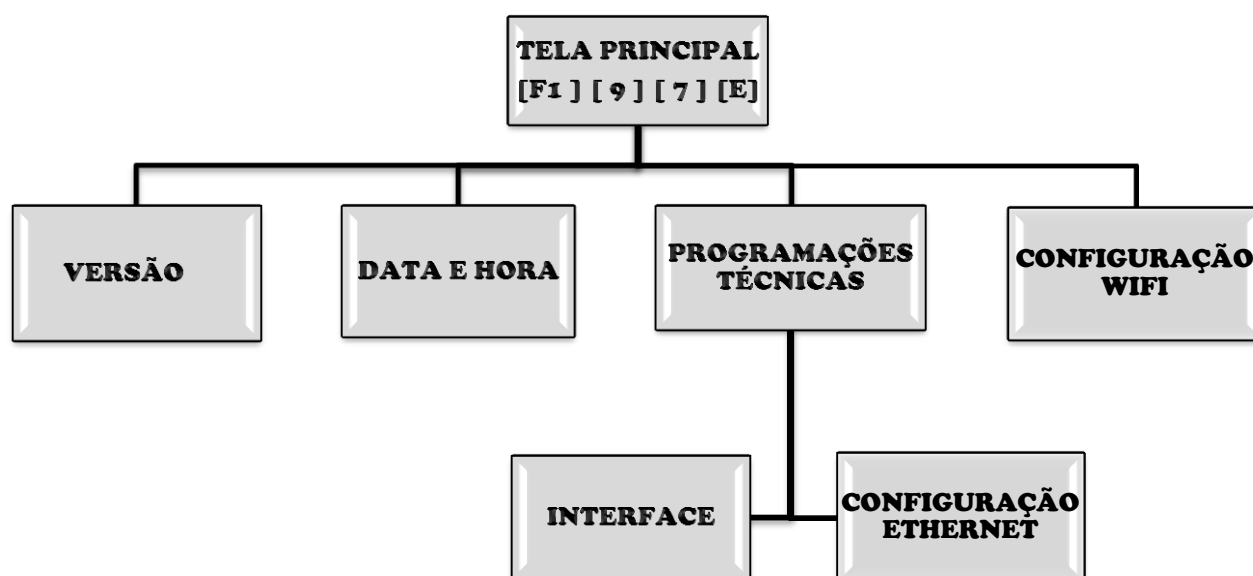 TELA PRINCIPAL
[F1 ] [ 9 ] [ 7 ] [E]
VERSÃO
DATA E HORA
PROGRAMAÇÕES
TÉCNICAS
CONFIGURAÇÃO
WIFI
INTERFACE
CONFIGURAÇÃO
ETHERNET